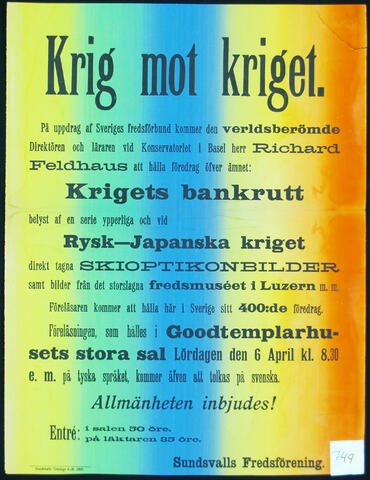 Krig mot kriget.
På uppdrag af Sveriges fredsförbund kommer den verldsberömde
Direktören och läraren vid Konservatoriet i Basel herr Richard
Feldhaus att hålla föredrag öfver ämnet:
Krigets bankrutt
belyst af en serie ypperliga och vid
Rysk—Japanska kriget
direkt tagna SKIOPTIKONBILDER
samt bilder från det storslagna fredsmuséet i Luzern m. m.
Föreläsaren kommer att hålla här i Sverige sitt 400:de föredrag.
Föreläsningen, som hålles i Goodtemplarhu-
sets stora sal Lördagen den 6 April kl. 8,30
e. m. på tyska språket, kommer äfven att tolkas på svenska.
Allmänheten inbjudes!
Entré: i salen 50 öre.
på läktaren 35 öre.
Sundsvalls Fredsförening.
749